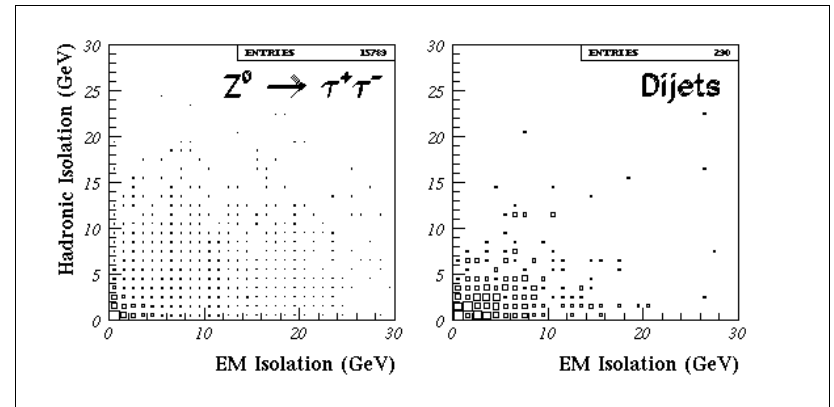 Hadronic Isolation (GeV)
30
25
20
15
10
5
0
ENTRIES 15789
Z⁰ → τ⁺τ⁻
0 10 20 30
EM Isolation (GeV)
30
25
20
15
10
5
0
ENTRIES 290
Dijets
0 10 20 30
EM Isolation (GeV)